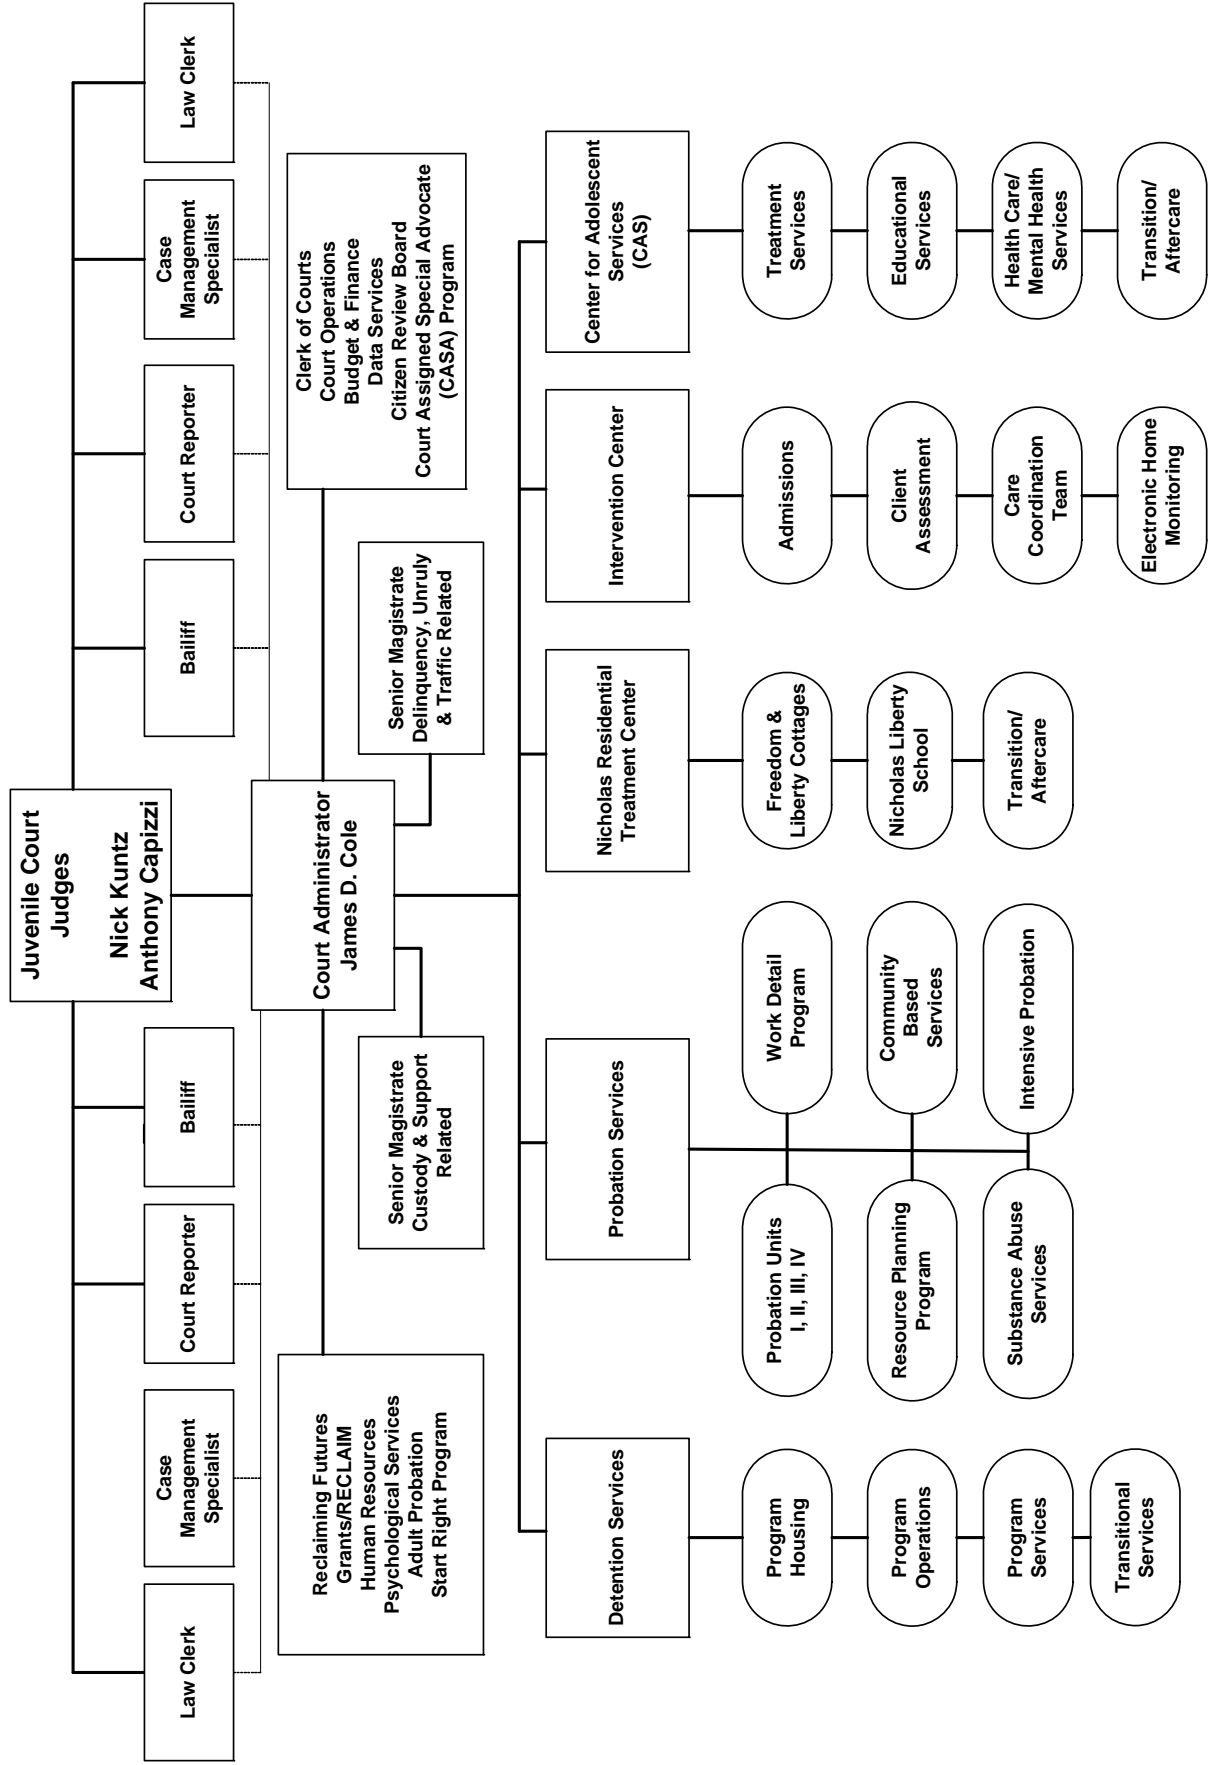 Juvenile Court
Judges
Nick Kuntz
Anthony Capizzi
Law Clerk
Case
Management
Specialist
Court Reporter
Bailiff
Bailiff
Court Reporter
Case
Management
Specialist
Law Clerk
Court Administrator
James D. Cole
Reclaiming Futures
Grants/RECLAIM
Human Resources
Psychological Services
Adult Probation
Start Right Program
Clerk of Courts
Court Operations
Budget & Finance
Data Services
Citizen Review Board
Court Assigned Special Advocate
(CASA) Program
Senior Magistrate
Custody & Support
Related
Senior Magistrate
Delinquency, Unruly
& Traffic Related
Detention Services
Probation Services
Nicholas Residential
Treatment Center
Intervention Center
Center for Adolescent
Services
(CAS)
Program
Housing
Program
Operations
Program
Services
Transitional
Services
Probation Units
I, II, III, IV
Work Detail
Program
Resource Planning
Program
Community
Based
Services
Substance Abuse
Services
Intensive Probation
Freedom &
Liberty Cottages
Nicholas Liberty
School
Transition/
Aftercare
Admissions
Client
Assessment
Care
Coordination
Team
Electronic Home
Monitoring
Treatment
Services
Educational
Services
Health Care/
Mental Health
Services
Transition/
Aftercare